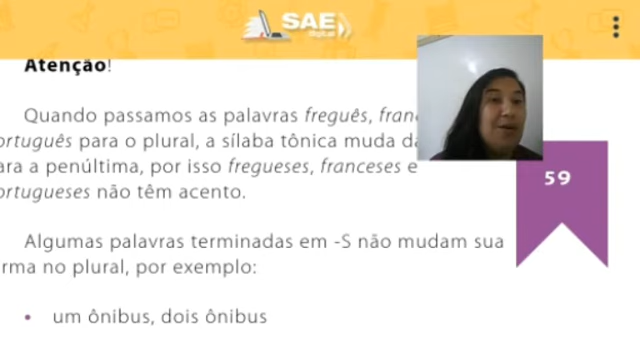 SAE
digital
Atenção!
Quando passamos as palavras freguês, fran
ortuguês para o plural, a sílaba tônica muda d
ara a penúltima, por isso fregueses, franceses e
ortugueses não têm acento.
59
Algumas palavras terminadas em -S não mudam sua
rma no plural, por exemplo:
• um ônibus, dois ônibus